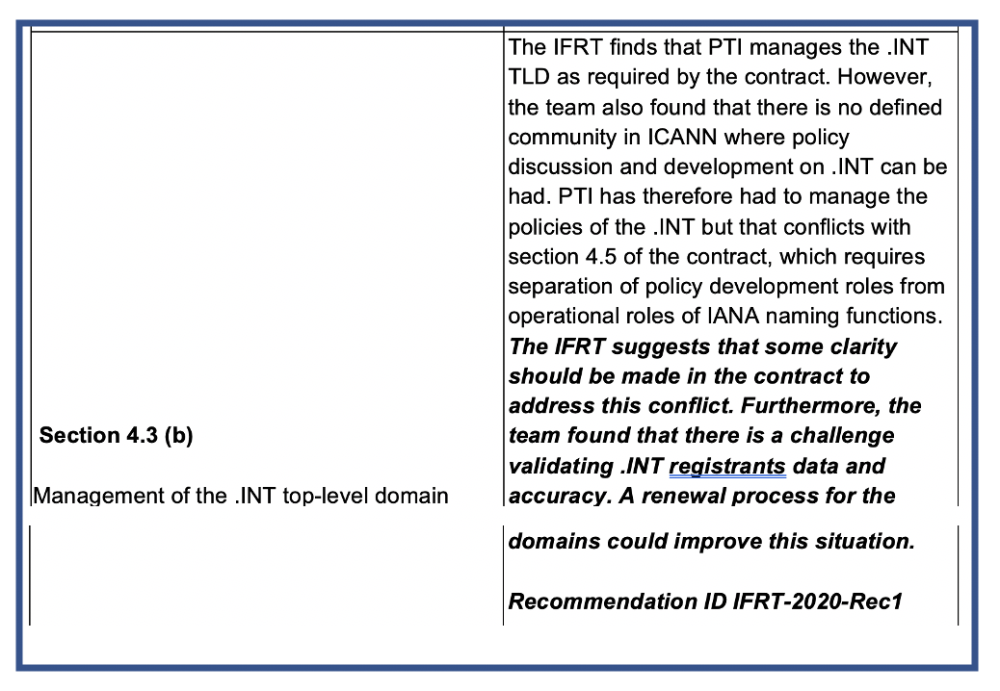 The IFRT finds that PTI manages the .INT
TLD as required by the contract. However,
the team also found that there is no defined
community in ICANN where policy
discussion and development on .INT can be
had. PTI has therefore had to manage the
policies of the .INT but that conflicts with
section 4.5 of the contract, which requires
separation of policy development roles from
operational roles of IANA naming functions.
The IFRT suggests that some clarity
should be made in the contract to
address this conflict. Furthermore, the
Section 4.3 (b)
team found that there is a challenge
validating .INT registrants data and
Management of the .INT top-level domain
accuracy. A renewal process for the
domains could improve this situation.
Recommendation ID IFRT-2020-Rec1